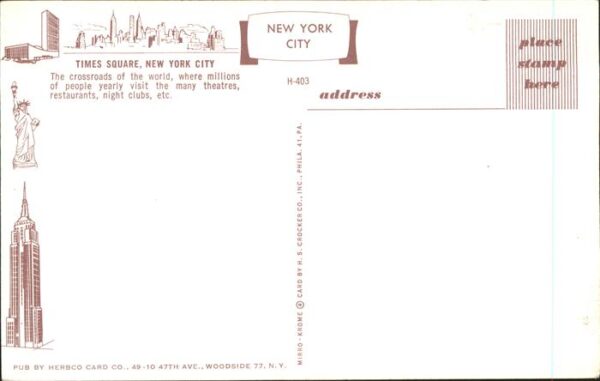 NEW YORK
CITY
TIMES SQUARE, NEW YORK CITY
The crossroads of the world, where millions
of people yearly visit the many theatres,
restaurants, night clubs, etc.
H-403
place
stamp
here
address
MIRRO-KROME ® CARD BY H. S. CROCKER CO., INC., PHILA. 41, PA.
PUB BY HERBCO CARD CO., 49-10 47TH AVE., WOODSIDE 77, N.Y.